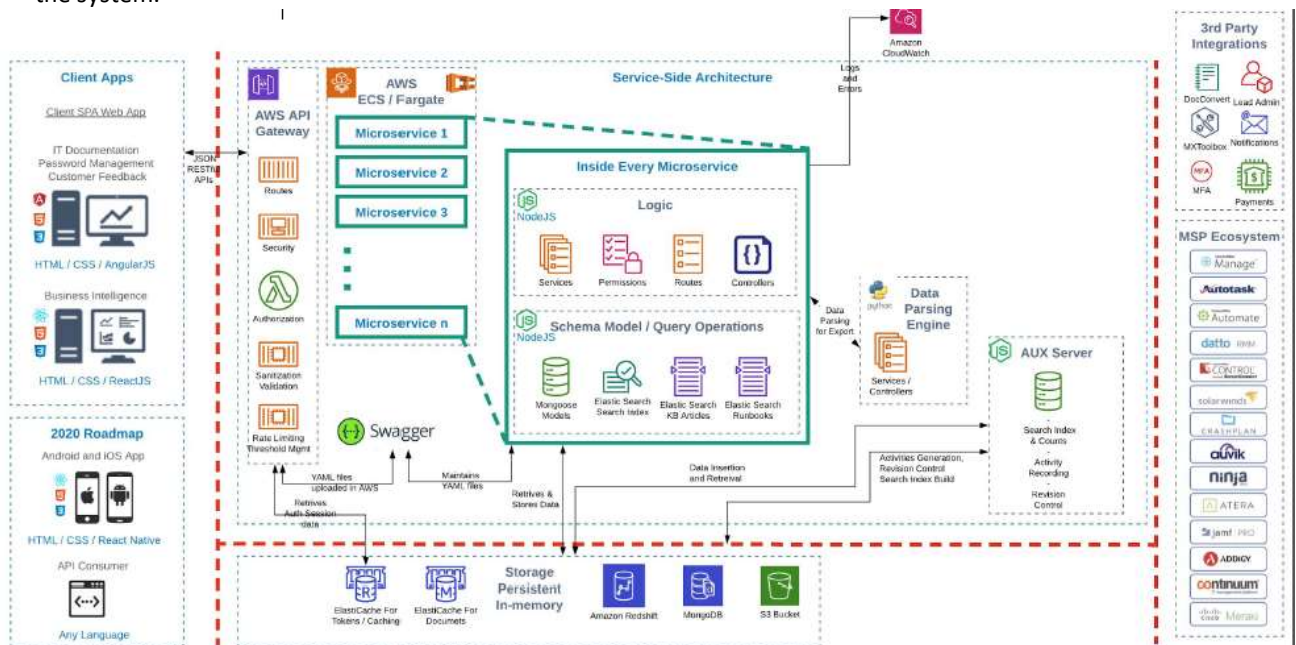 the system.
Client Apps
Client SPA Web App
IT Documentation
Password Management
Customer Feedback
HTML / CSS / AngularJS
Business Intelligence
HTML / CSS / ReactJS
2020 Roadmap
Android and iOS App
HTML / CSS / React Native
API Consumer
Any Language
JSON
RESTful
APIs
AWS API
Gateway
Routes
Security
Authorization
Sanitization
Validation
Rate Limiting
Threshold Mgmt
AWS
ECS / Fargate
Microservice 1
Microservice 2
Microservice 3
Microservice n
Swagger
YAML files
uploaded in AWS
Maintains
YAML files
Retrives
Auth Session
data
Service-Side Architecture
Amazon
CloudWatch
Logs
and
Errors
Inside Every Microservice
Logic
NodeJS
Services
Permissions
Routes
Controllers
Schema Model / Query Operations
NodeJS
Mongoose
Models
Elastic Search
Search Index
Elastic Search
KB Articles
Elastic Search
Runbooks
Data
Parsing
for Export
python
Data
Parsing
Engine
Services /
Controllers
JS
AUX Server
Search Index
& Counts
-
Activity
Recording
-
Revision
Control
Retrieves &
Stores Data
Data Insertion
and Retreival
Activities Generation,
Revision Control
Search Index Build
Storage
Persistent
In-memory
ElastiCache For
Tokens / Caching
ElastiCache For
Documets
Amazon Redshift
MongoDB
S3 Bucket
3rd Party
Integrations
DocConvert
Lead Admin
MXToolbox
Notifications
MFA
MFA
Payments
MSP Ecosystem
Manage
Autotask
Automate
datto RMM
CONTROL
solarwinds
CRASHPLAN
auvik
ninja
ATERA
jamf PRO
ADDIGY
continuum
cisco Meraki